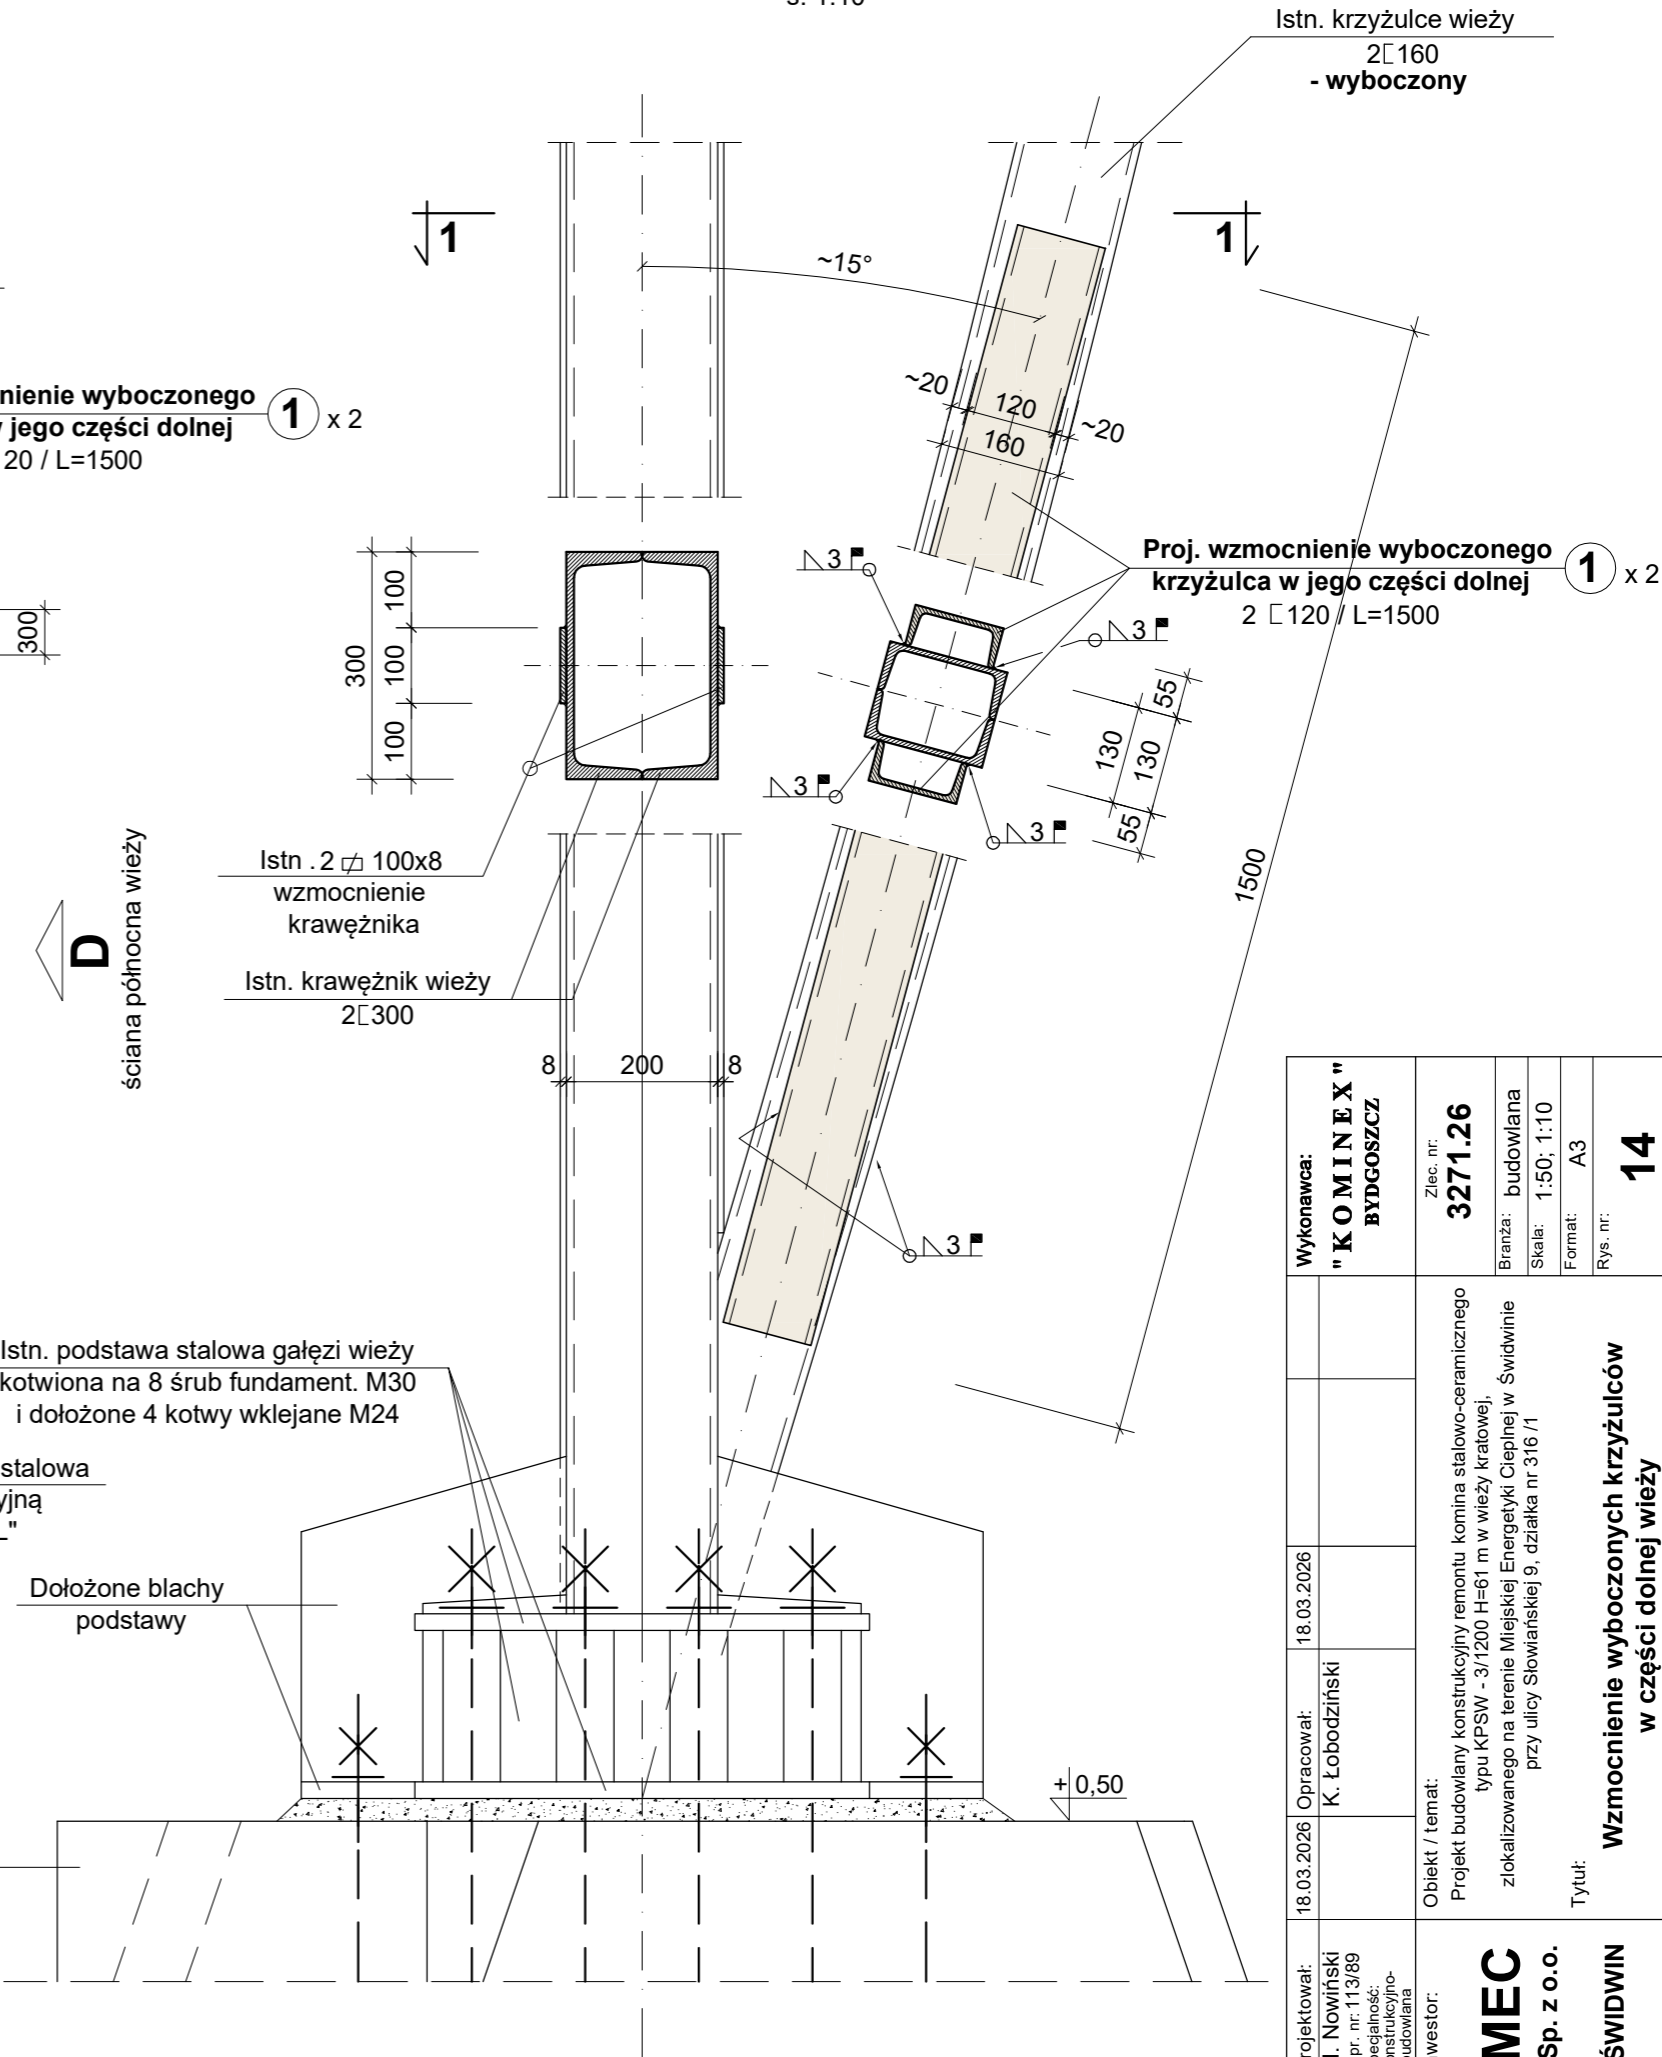 s. 1:10
Istn. krzyżulce wieży
2[160
- wyboczony
1
1
~15°
nienie wyboczonego
jego części dolnej
1
x 2
20 / L=1500
~20
120
~20
160
300
300
100
100
100
3
3
3
3
Proj. wzmocnienie wyboczonego
krzyżulca w jego części dolnej
1
x 2
2 [120 / L=1500
55
130
130
55
1500
Istn .2 100x8
wzmocnienie
krawężnika
Istn. krawężnik wieży
2[300
D
ściana północna wieży
8
200
8
3
Istn. podstawa stalowa gałęzi wieży
kotwiona na 8 śrub fundament. M30
i dołożone 4 kotwy wklejane M24
stalowa
yjną
"
Dołożone blachy
podstawy
+0,50
Wykonawca:
"KOMINEX"
BYDGOSZCZ
Zlec. nr:
3271.26
Branża: budowlana
Skala: 1:50; 1:10
Format: A3
Rys. nr:
14
18.03.2026
Opracował:
K. Łobodziński
18.03.2026
Obiekt / temat:
Projekt budowlany konstrukcyjny remontu komina stalowo-ceramicznego
typu KPSW - 3/1200 H=61 m w wieży kratowej,
zlokalizowanego na terenie Miejskiej Energetyki Cieplnej w Świdwinie
przy ulicy Słowiańskiej 9, działka nr 316 /1
Tytuł:
Wzmocnienie wyboczonych krzyżulców
w części dolnej wieży
rojektował:
. Nowiński
pr. nr: 113/89
pecjalność:
onstrukcyjno-
udowlana
westor:
MEC
Sp. z o.o.
ŚWIDWIN